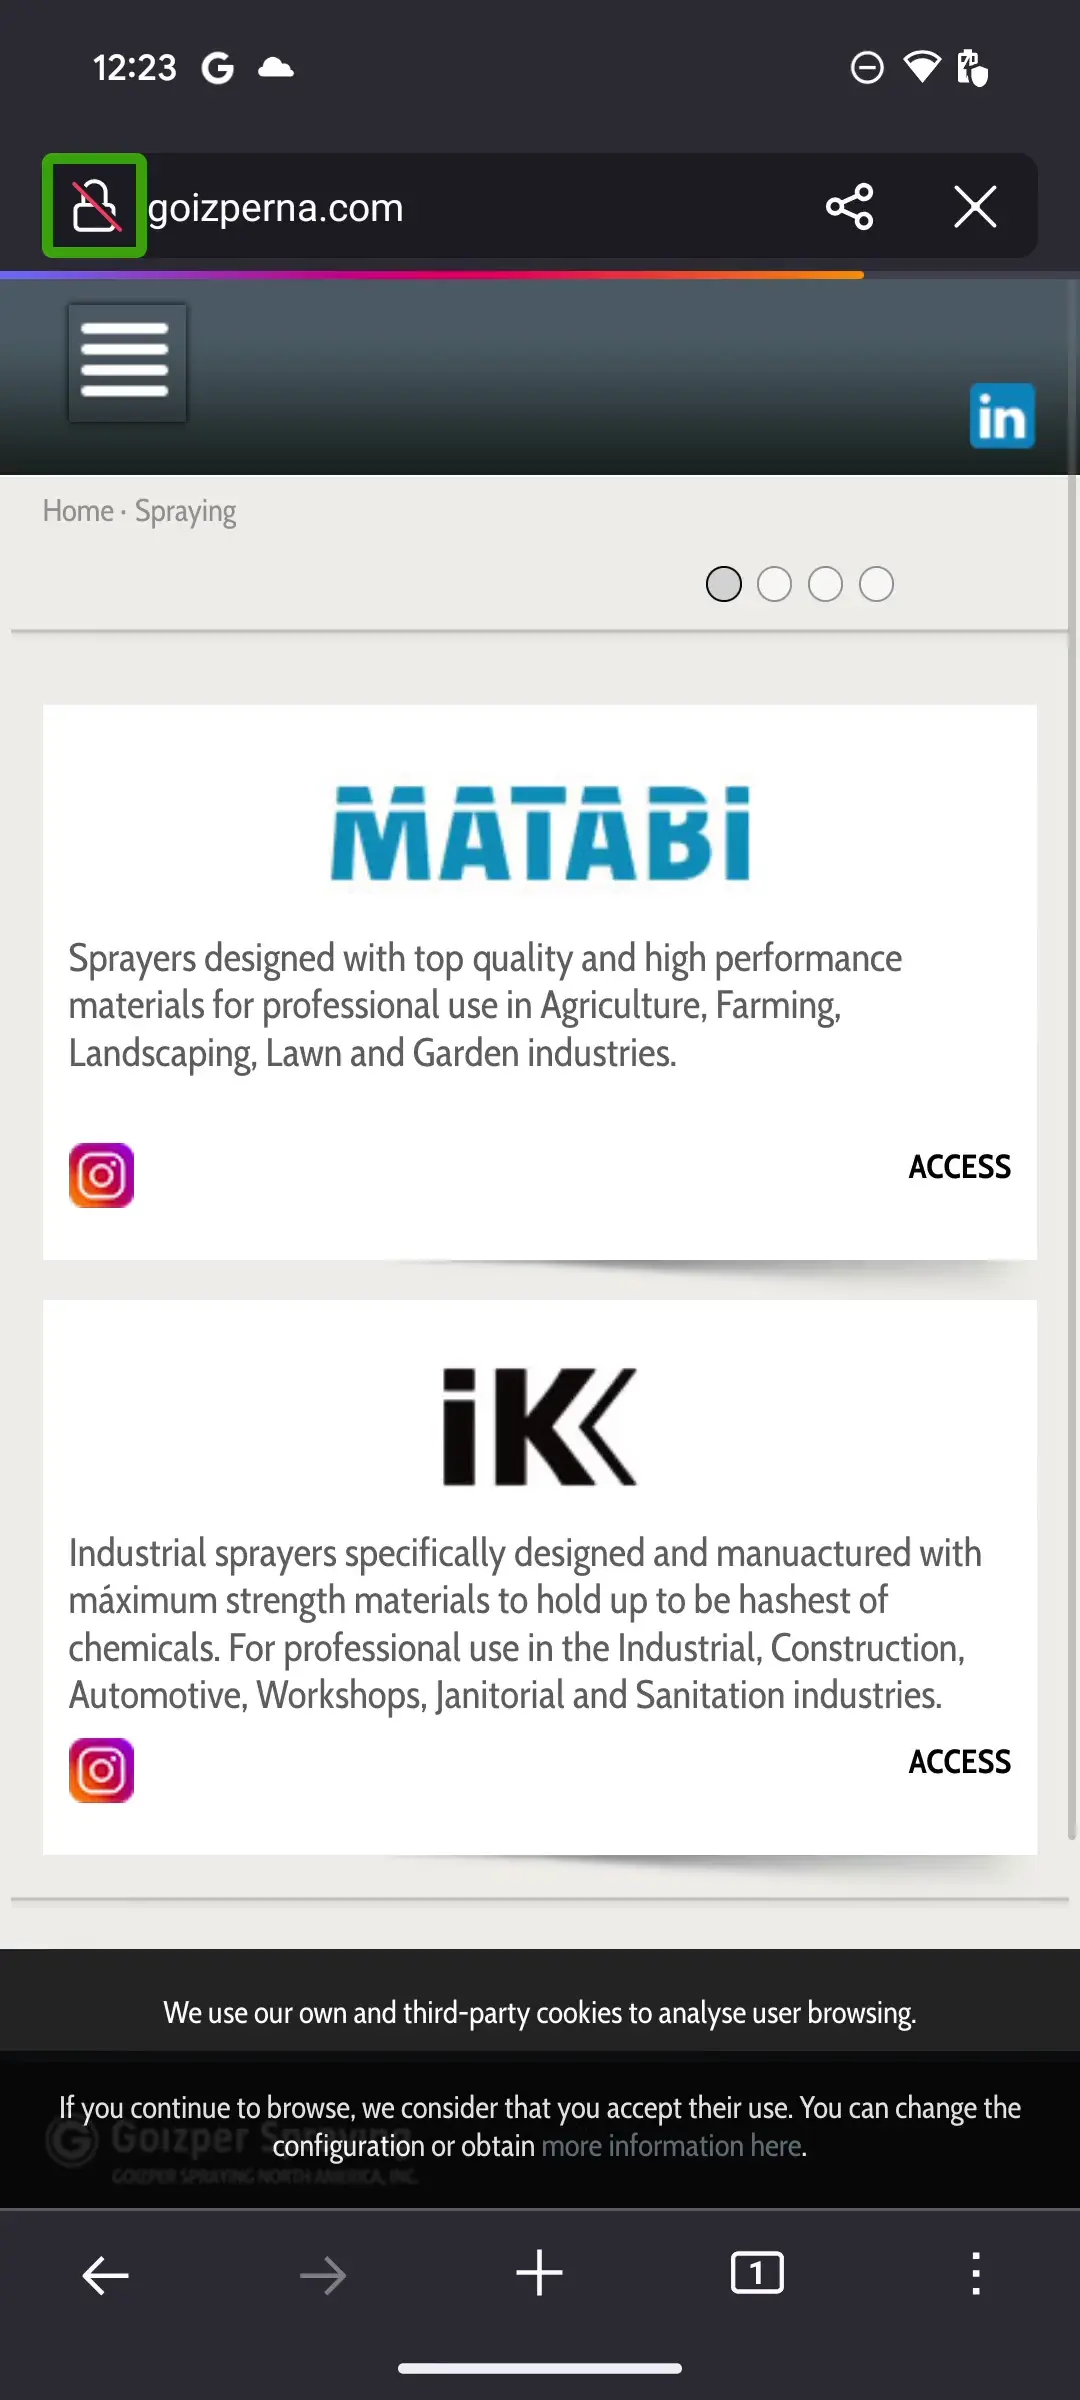 12:23
goizperna.com
in
Home · Spraying
MATABi
Sprayers designed with top quality and high performance
materials for professional use in Agriculture, Farming,
Landscaping, Lawn and Garden industries.
ACCESS
iK
Industrial sprayers specifically designed and manuactured with
máximum strength materials to hold up to be hashest of
chemicals. For professional use in the Industrial, Construction,
Automotive, Workshops, Janitorial and Sanitation industries.
ACCESS
We use our own and third-party cookies to analyse user browsing.
If you continue to browse, we consider that you accept their use. You can change the
Goizper Spraying
configuration or obtain more information here.
GOIZPER SPRAYING NORTH AMERICA, INC.
1